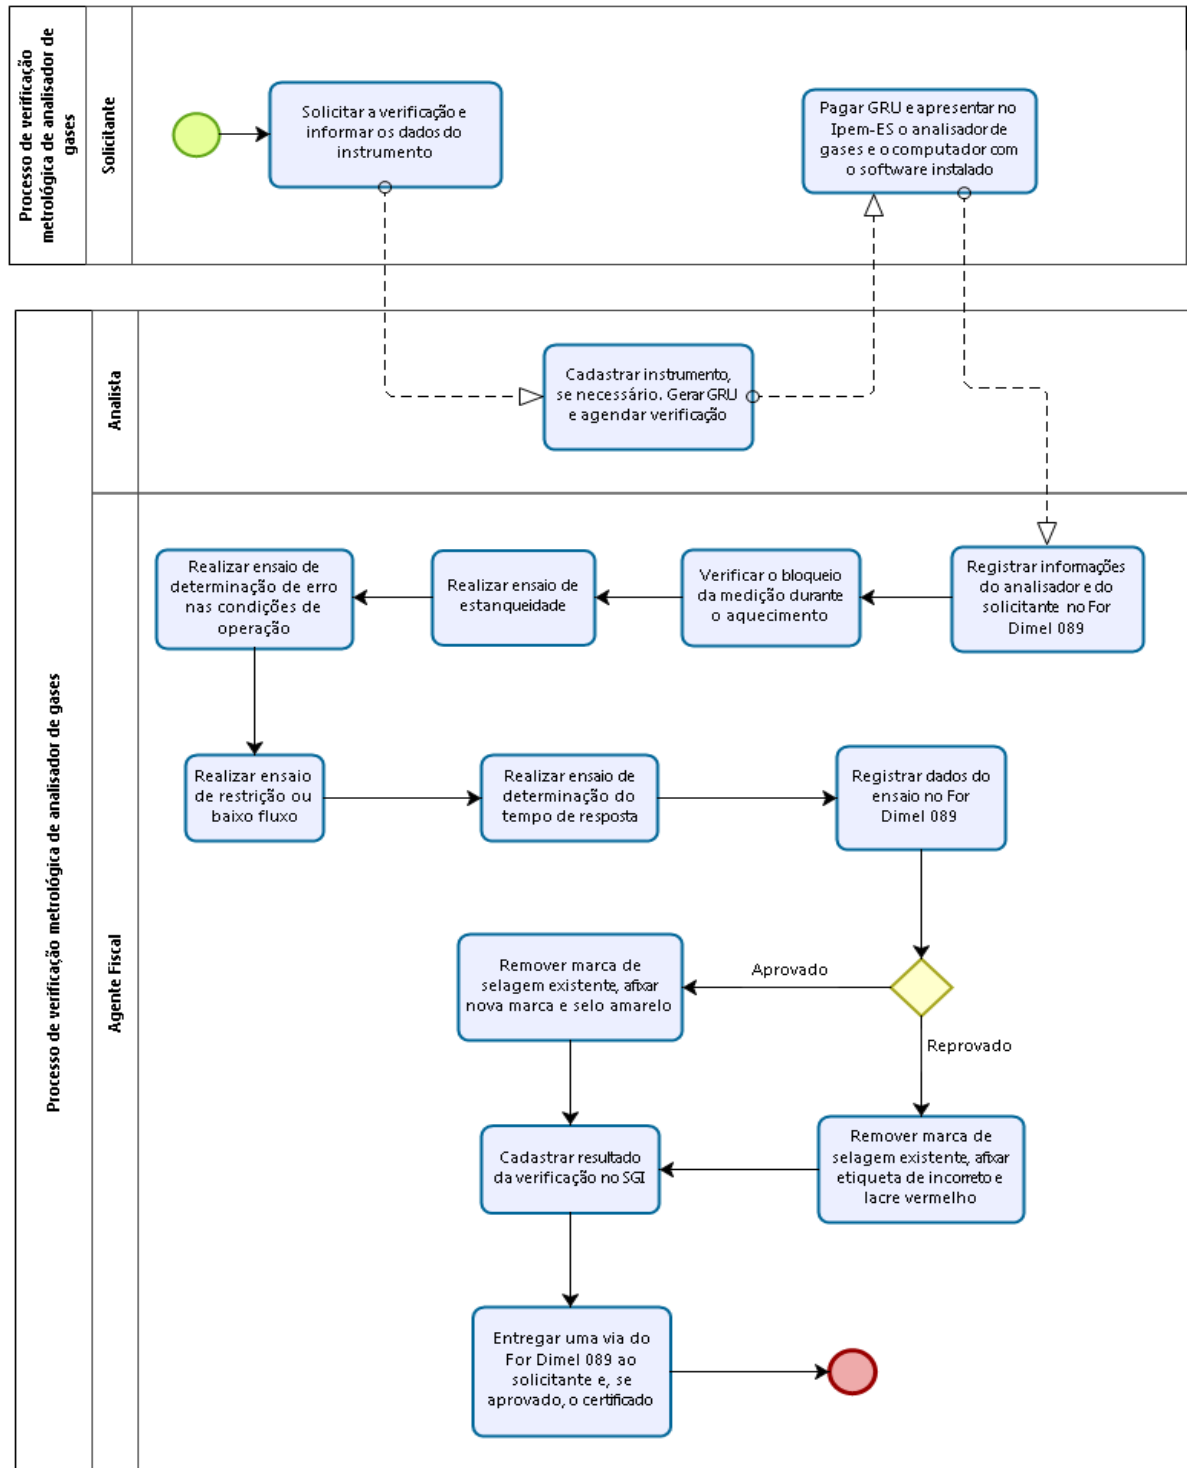 Processo de verificação
metrológica de analisador de
gases
Solicitante
Solicitar a verificação e
informar os dados do
instrumento
Pagar GRU e apresentar no
Ipem-ES o analisador de
gases e o computador com
o software instalado
Processo de verificação metrológica de analisador de gases
Analista
Cadastrar instrumento,
se necessário. Gerar GRU
e agendar verificação
Agente Fiscal
Registrar informações
do analisador e do
solicitante no For
Dimel 089
Verificar o bloqueio
da medição durante
o aquecimento
Realizar ensaio de
estanqueidade
Realizar ensaio de
determinação de erro
nas condições de
operação
Realizar ensaio
de restrição ou
baixo fluxo
Realizar ensaio de
determinação do
tempo de resposta
Registrar dados do
ensaio no For
Dimel 089
Aprovado
Reprovado
Remover marca de
selagem existente, afixar
nova marca e selo amarelo
Remover marca de
selagem existente, afixar
etiqueta de incorreto e
lacre vermelho
Cadastrar resultado
da verificação no SGI
Entregar uma via do
For Dimel 089 ao
solicitante e, se
aprovado, o certificado